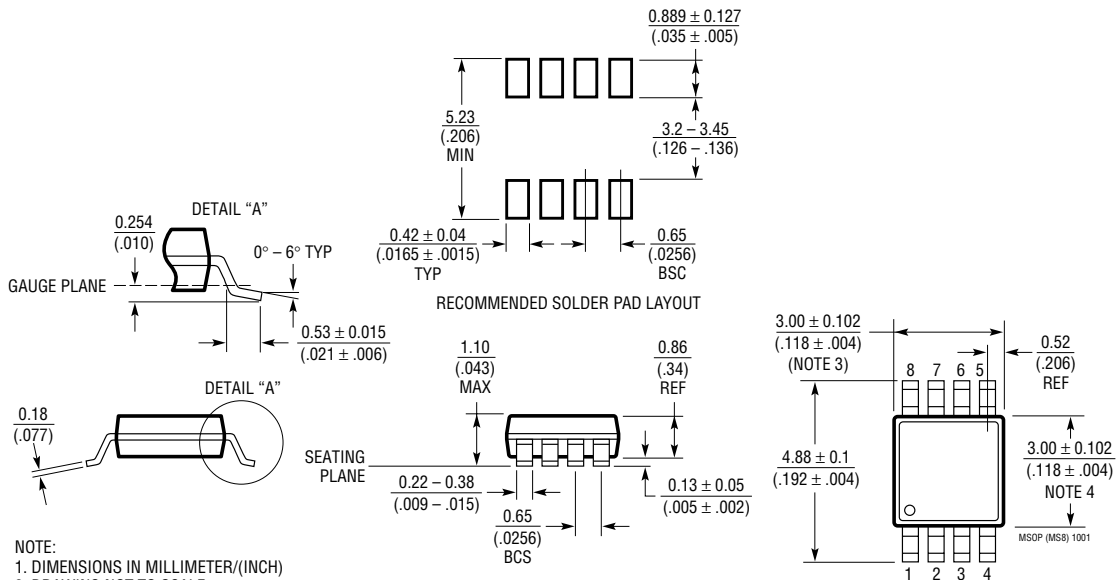 0.889 ± 0.127
(.035 ± .005)
5.23
(.206)
MIN
3.2 – 3.45
(.126 – .136)
DETAIL “A”
0.254
(.010)
0° – 6° TYP
GAUGE PLANE
0.42 ± 0.04
(.0165 ± .0015)
TYP
0.65
(.0256)
BSC
RECOMMENDED SOLDER PAD LAYOUT
0.53 ± 0.015
(.021 ± .006)
DETAIL “A”
0.18
(.077)
1.10
(.043)
MAX
0.86
(.34)
REF
SEATING
PLANE
0.22 – 0.38
(.009 – .015)
0.65
(.0256)
BCS
0.13 ± 0.05
(.005 ± .002)
3.00 ± 0.102
(.118 ± .004)
(NOTE 3)
0.52
(.206)
REF
8 7 6 5
4.88 ± 0.1
(.192 ± .004)
3.00 ± 0.102
(.118 ± .004)
NOTE 4
MSOP (MS8) 1001
1 2 3 4
NOTE:
1. DIMENSIONS IN MILLIMETER/(INCH)